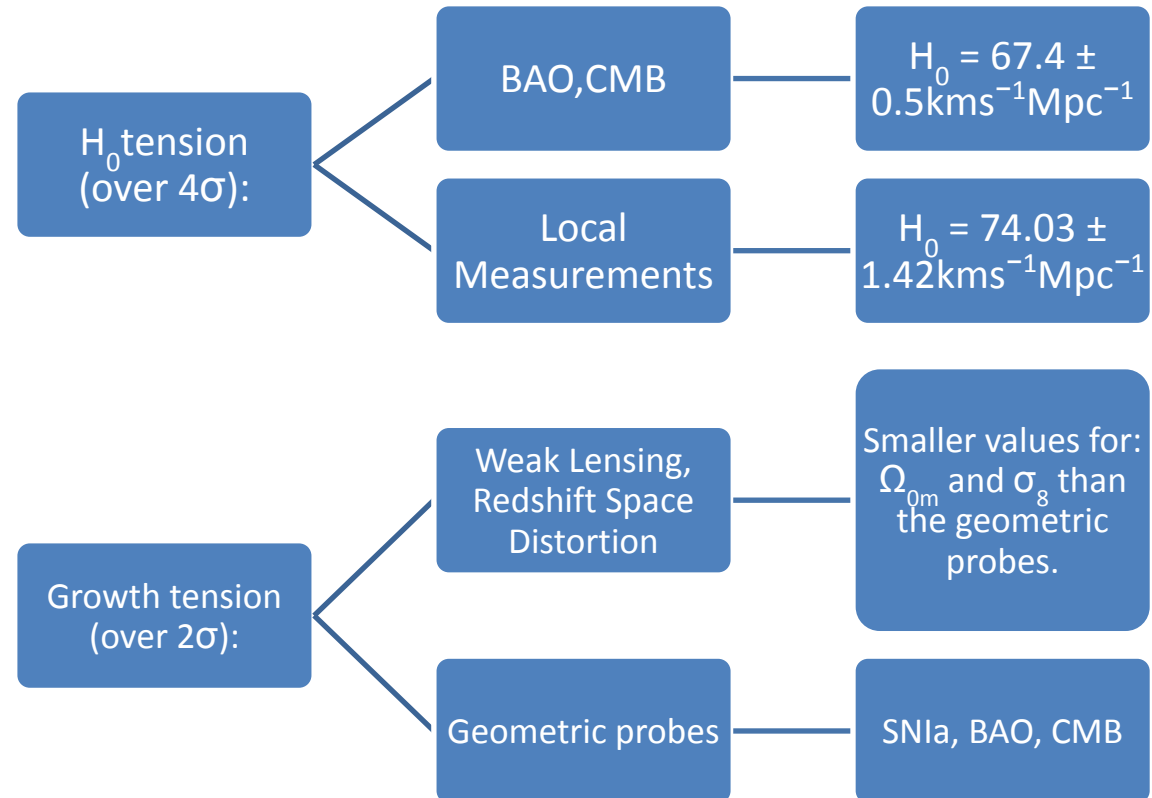 H₀tension
(over 4σ):
BAO,CMB
H₀ = 67.4 ±
0.5kms⁻¹Mpc⁻¹
Local
Measurements
H₀ = 74.03 ±
1.42kms⁻¹Mpc⁻¹
Growth tension
(over 2σ):
Weak Lensing,
Redshift Space
Distortion
Smaller values for:
Ω₀ₘ and σ₈ than
the geometric
probes.
Geometric probes
SNIa, BAO, CMB